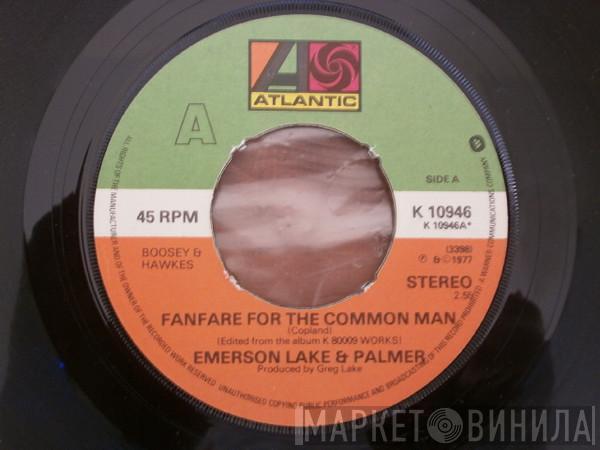 ATLANTIC
A
SIDE A
45 RPM
K 10946
K 10946A*
BOOSEY &
HAWKES
(3398)
℗ & © 1977
STEREO
2.56
FANFARE FOR THE COMMON MAN
(Copland)
(Edited from the album K 80009 WORKS)
EMERSON LAKE & PALMER
Produced by Greg Lake
ALL RIGHTS OF THE MANUFACTURER AND OF THE OWNER OF THE RECORDED WORK RESERVED UNAUTHORISED COPYING PUBLIC PERFORMANCE AND BROADCASTING OF THIS RECORD PROHIBITED. A WARNER COMMUNICATIONS COMPANY
МАРКЕТ ВИНИЛА